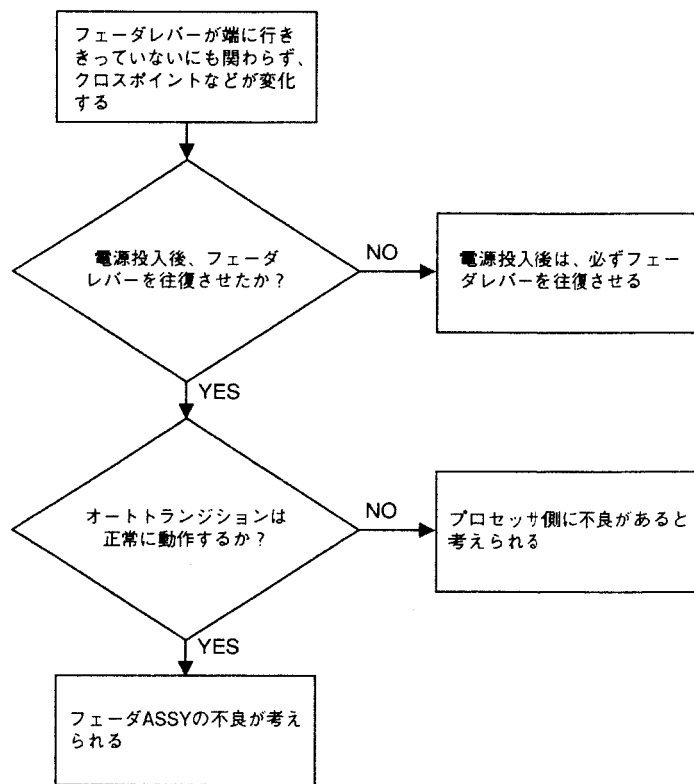 フェーダレバーが端に行き
きっていないにも関わらず、
クロスポイントなどが変化
する
電源投入後、フェーダ
レバーを往復させたか？
NO
電源投入後は、必ずフェー
ダレバーを往復させる
YES
オートトランジションは
正常に動作するか？
NO
プロセッサ側に不良があると
考えられる
YES
フェーダASSYの不良が考え
られる